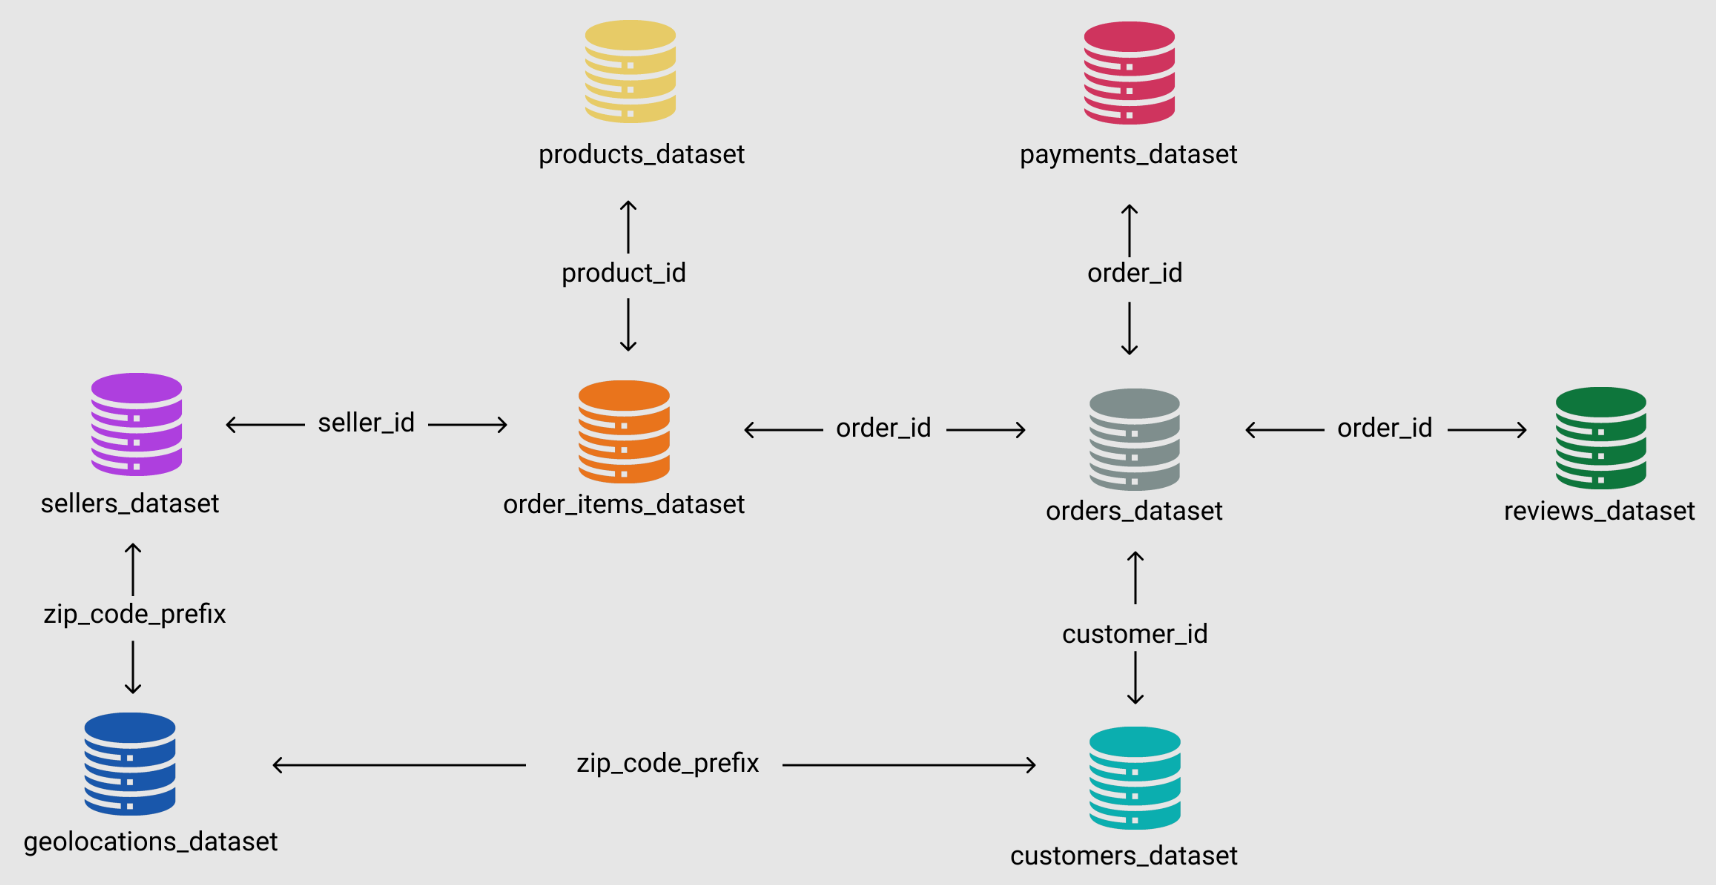 products_dataset
payments_dataset
product_id
order_id
seller_id
order_id
order_id
sellers_dataset
order_items_dataset
orders_dataset
reviews_dataset
zip_code_prefix
customer_id
zip_code_prefix
geolocations_dataset
customers_dataset